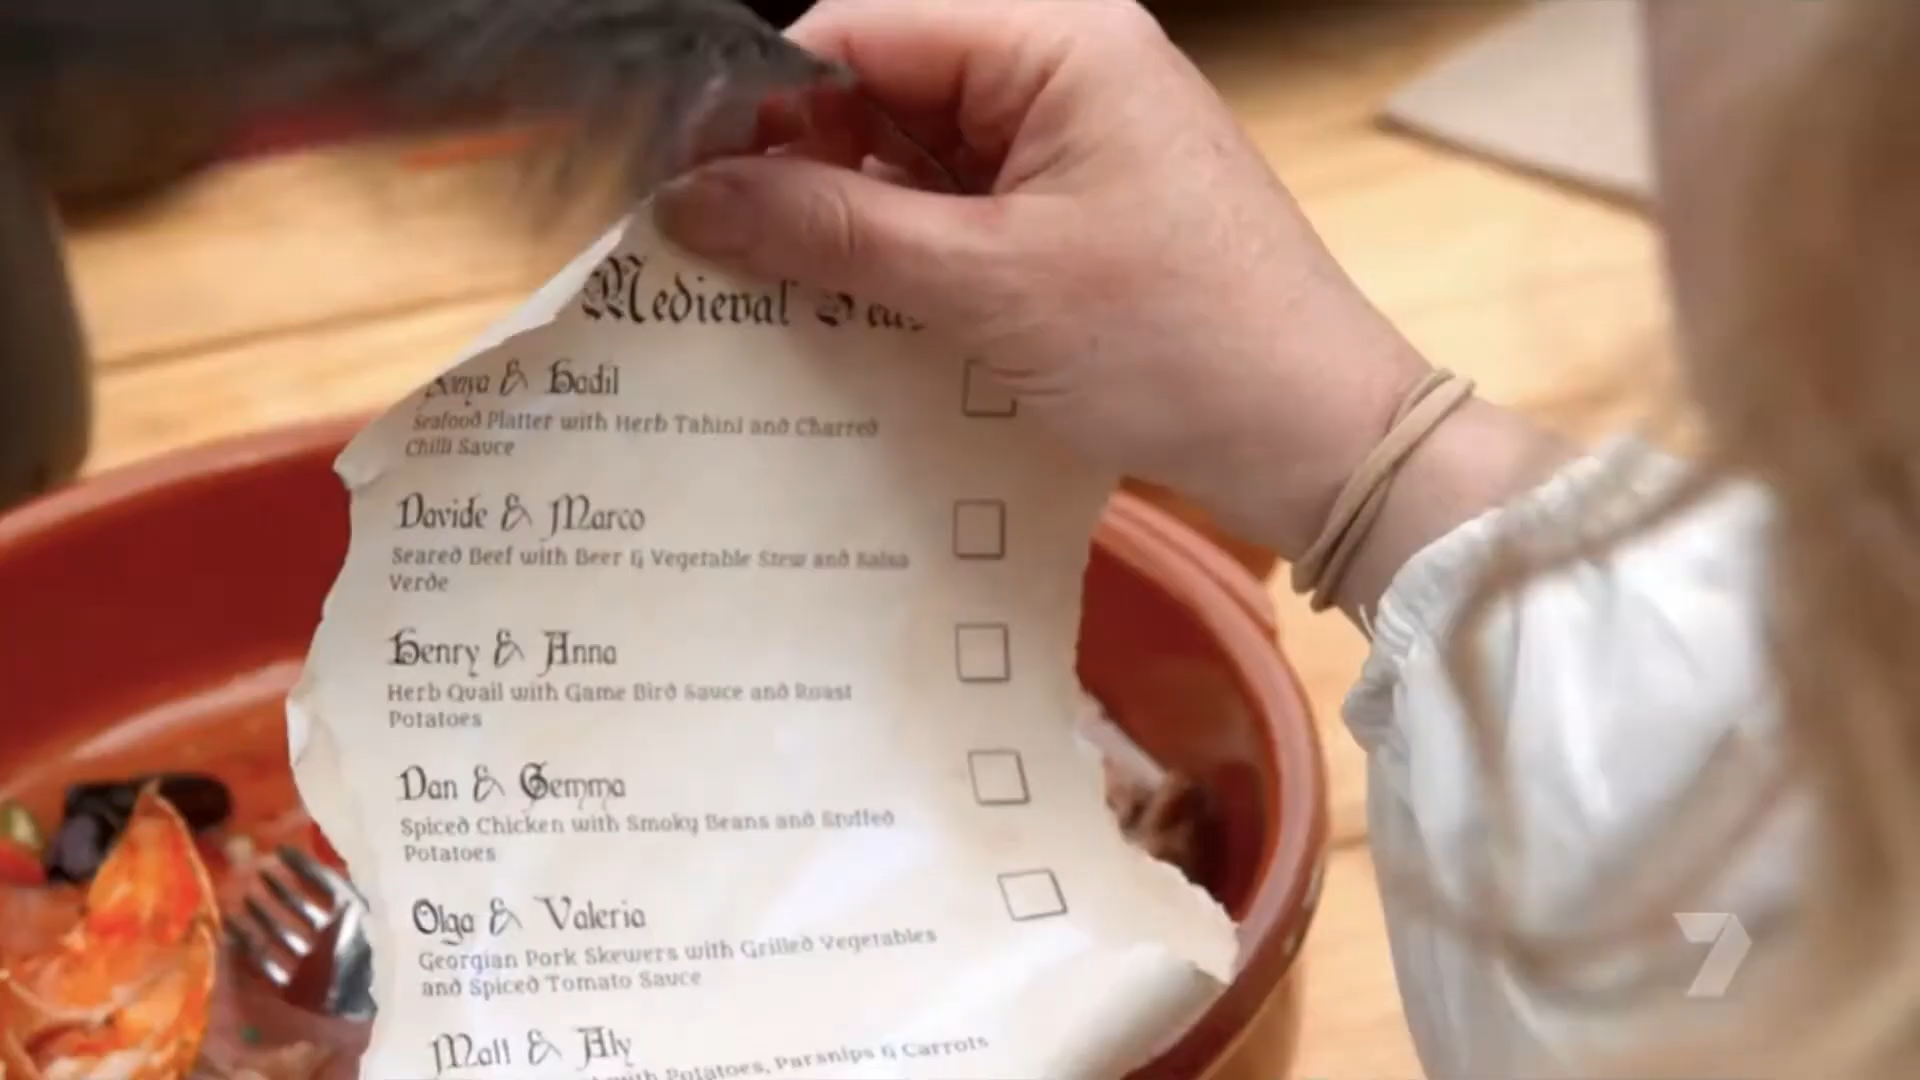 Medieval
& Hadil
Seafood Platter with Herb Tahini and Charred
Chilli Sauce
Davide & Marco
Seared Beef with Beer & Vegetable Stew and Salsa
Verde
Henry & Anna
Herb Quail with Game Bird Sauce and Roast
Potatoes
Dan & Gemma
Spiced Chicken with Smoky Beans and Stuffed
Potatoes
Olga & Valeria
Georgian Pork Skewers with Grilled Vegetables
and Spiced Tomato Sauce
Matt & Aly
with Potatoes, Parsnips & Carrots
7